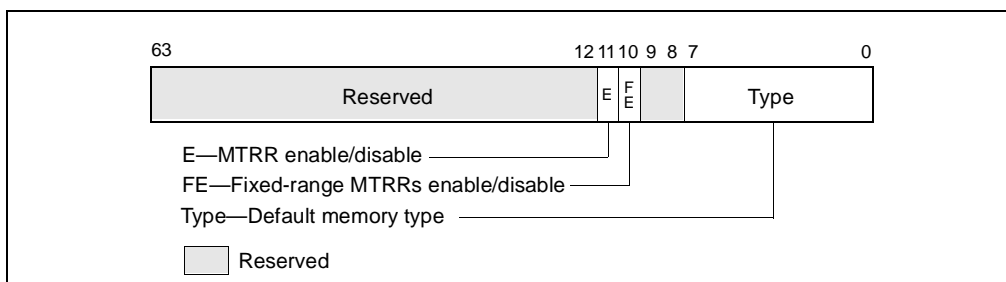 63 12 11 10 9 8 7 0
Reserved E FE Type
E—MTRR enable/disable
FE—Fixed-range MTRRs enable/disable
Type—Default memory type
Reserved